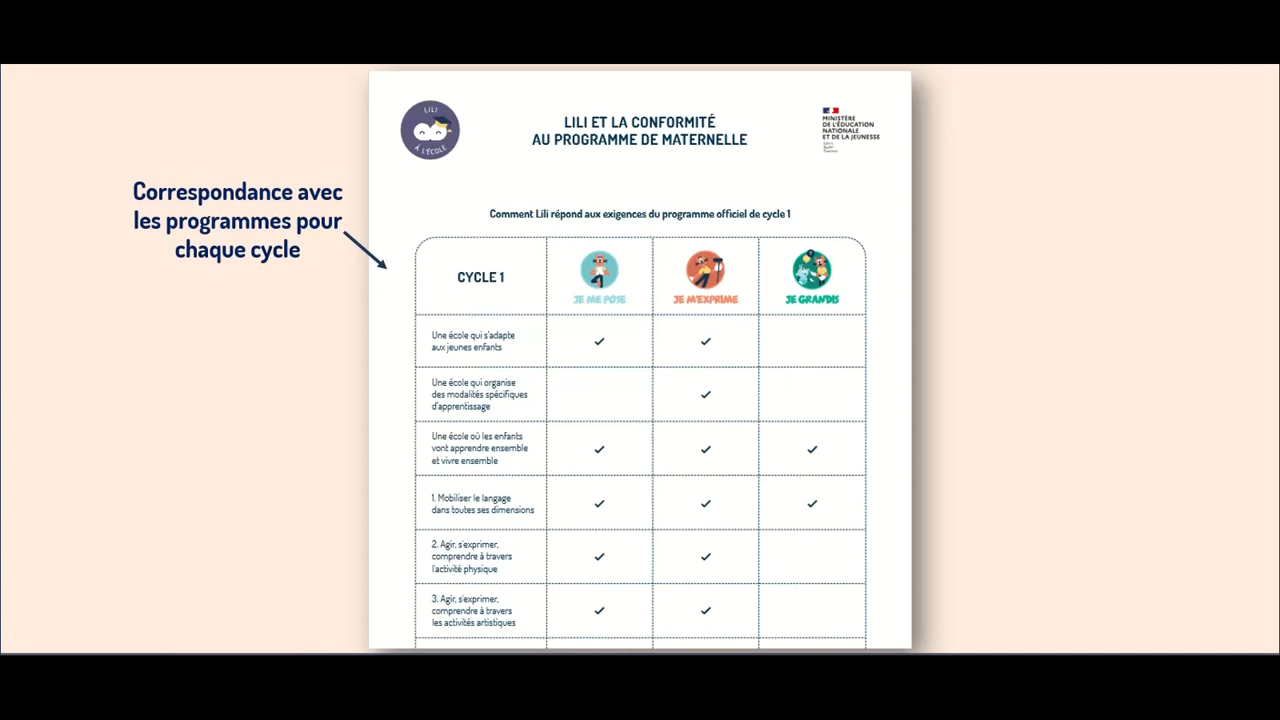 LILI
À L'ÉCOLE
LILI ET LA CONFORMITÉ
AU PROGRAMME DE MATERNELLE
MINISTÈRE
DE L'ÉDUCATION
NATIONALE
ET DE LA JEUNESSE
Correspondance avec
les programmes pour
chaque cycle
Comment Lili répond aux exigences du programme officiel de cycle 1
CYCLE 1
JE ME POSE
JE M'EXPRIME
JE GRANDIS
Une école qui s'adapte
aux jeunes enfants
Une école qui organise
des modalités spécifiques
d'apprentissage
Une école où les enfants
vont apprendre ensemble
et vivre ensemble
1. Mobiliser le langage
dans toutes ses dimensions
2. Agir, s'exprimer,
comprendre à travers
l'activité physique
3. Agir, s'exprimer,
comprendre à travers
les activités artistiques